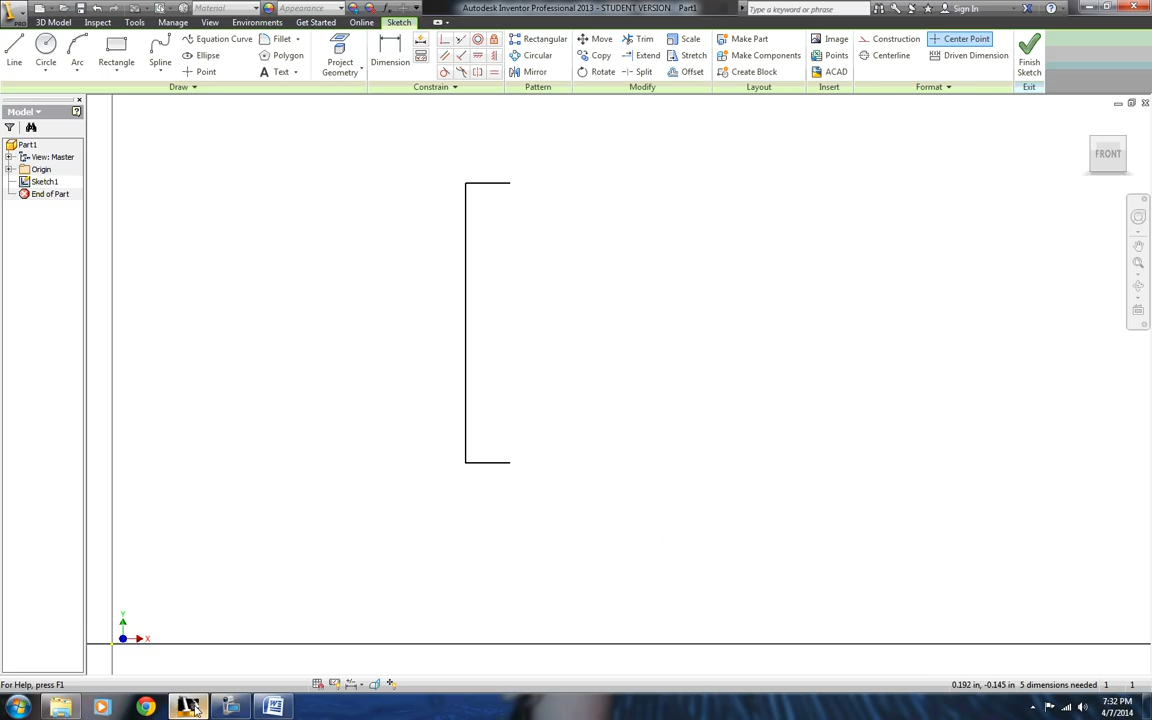 Material
Appearance
Autodesk Inventor Professional 2013 - STUDENT VERSION Part1
Type a keyword or phrase
Sign In
PRO
3D Model
Inspect
Tools
Manage
View
Environments
Get Started
Online
Sketch
Line
Circle
Arc
Rectangle
Spline
Equation Curve
Ellipse
Point
Fillet
Polygon
Text
Project Geometry
Dimension
Rectangular
Circular
Mirror
Move
Copy
Rotate
Trim
Extend
Split
Scale
Stretch
Offset
Make Part
Make Components
Create Block
Image
Points
ACAD
Construction
Centerline
Center Point
Driven Dimension
Finish Sketch
Draw
Constrain
Pattern
Modify
Layout
Insert
Format
Exit
Model
Part1
View: Master
Origin
Sketch1
End of Part
FRONT
Y
X
For Help, press F1
0.192 in, -0.145 in 5 dimensions needed 1 1
7:32 PM
4/7/2014